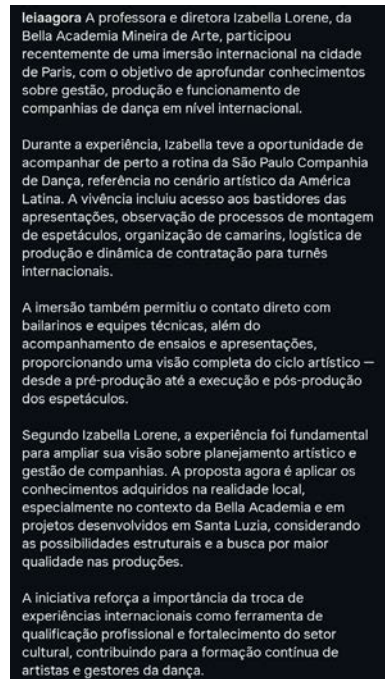 leiaagora A professora e diretora Izabella Lorene, da
Bella Academia Mineira de Arte, participou
recentemente de uma imersão internacional na cidade
de Paris, com o objetivo de aprofundar conhecimentos
sobre gestão, produção e funcionamento de
companhias de dança em nível internacional.
Durante a experiência, Izabella teve a oportunidade de
acompanhar de perto a rotina da São Paulo Companhia
de Dança, referência no cenário artístico da América
Latina. A vivência incluiu acesso aos bastidores das
apresentações, observação de processos de montagem
de espetáculos, organização de camarins, logística de
produção e dinâmica de contratação para turnês
internacionais.
A imersão também permitiu o contato direto com
bailarinos e equipes técnicas, além do
acompanhamento de ensaios e apresentações,
proporcionando uma visão completa do ciclo artístico —
desde a pré-produção até a execução e pós-produção
dos espetáculos.
Segundo Izabella Lorene, a experiência foi fundamental
para ampliar sua visão sobre planejamento artístico e
gestão de companhias. A proposta agora é aplicar os
conhecimentos adquiridos na realidade local,
especialmente no contexto da Bella Academia e em
projetos desenvolvidos em Santa Luzia, considerando
as possibilidades estruturais e a busca por maior
qualidade nas produções.
A iniciativa reforça a importância da troca de
experiências internacionais como ferramenta de
qualificação profissional e fortalecimento do setor
cultural, contribuindo para a formação contínua de
artistas e gestores da dança.